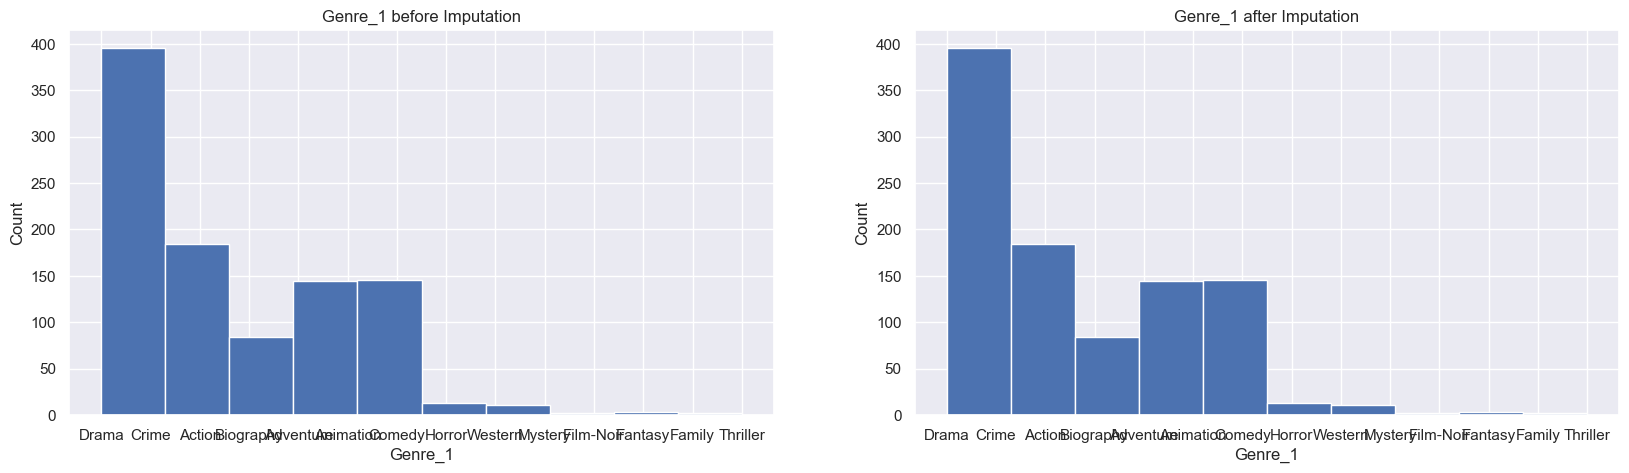 Genre_1 before Imputation
400
350
300
250
200
150
100
50
0
Count
Drama Crime Action Biography Adventure Animation Comedy Horror Western Mystery Film-Noir Fantasy Family Thriller
Genre_1
Genre_1 after Imputation
400
350
300
250
200
150
100
50
0
Count
Drama Crime Action Biography Adventure Animation Comedy Horror Western Mystery Film-Noir Fantasy Family Thriller
Genre_1